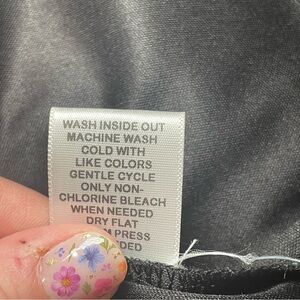 WASH INSIDE OUT
MACHINE WASH
COLD WITH
LIKE COLORS
GENTLE CYCLE
ONLY NON-
CHLORINE BLEACH
WHEN NEEDED
DRY FLAT
PRESS